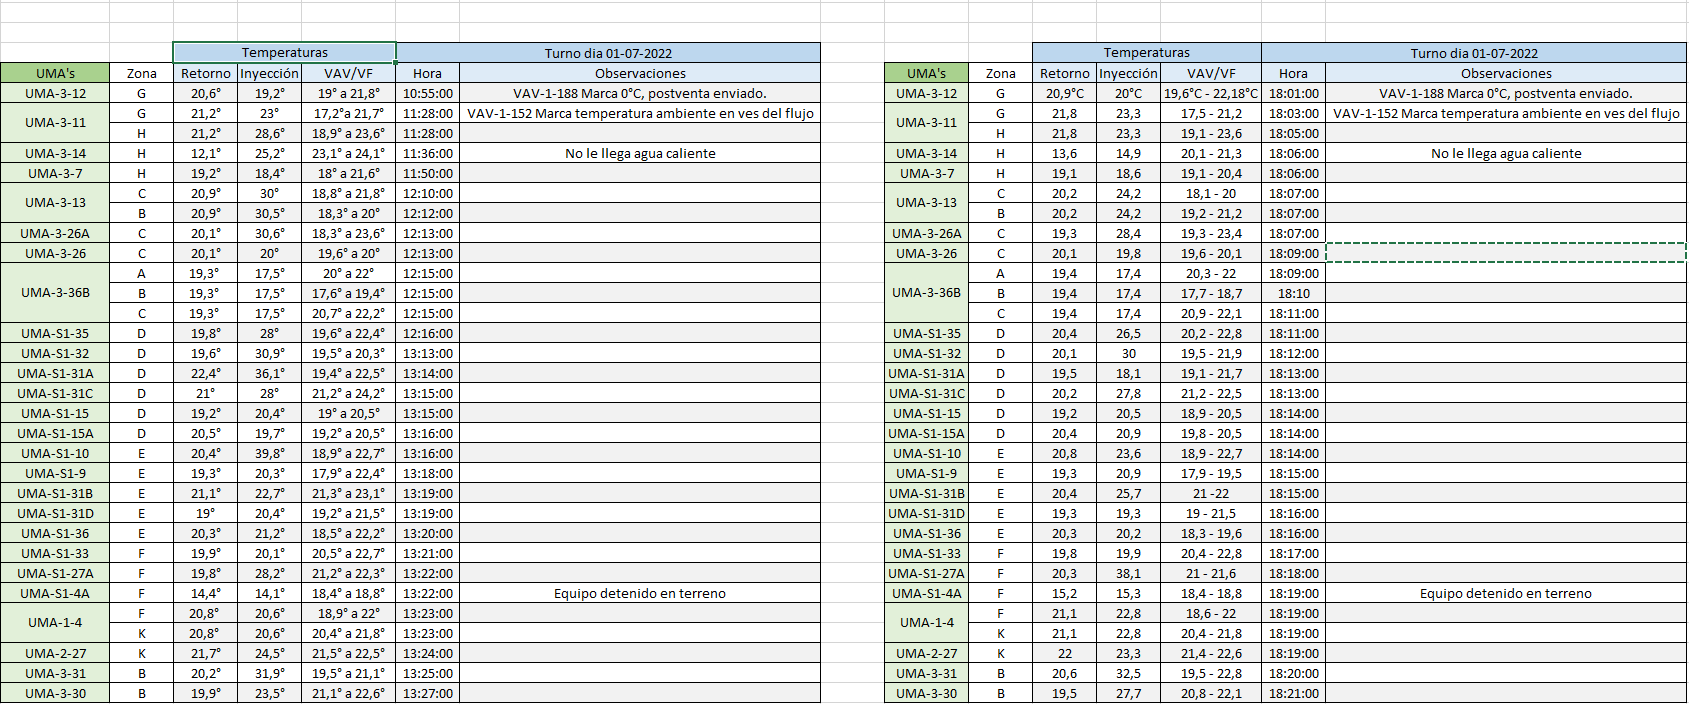 Temperaturas Turno dia 01-07-2022 Temperaturas Turno dia 01-07-2022
UMA's Zona Retorno Inyección VAV/VF Hora Observaciones UMA's Zona Retorno Inyección VAV/VF Hora Observaciones
UMA-3-12 G 20,6° 19,2° 19° a 21,8° 10:55:00 VAV-1-188 Marca 0°C, postventa enviado. UMA-3-12 G 20,9°C 20°C 19,6°C - 22,18°C 18:01:00 VAV-1-188 Marca 0°C, postventa enviado.
UMA-3-11 G 21,2° 23° 17,2°a 21,7° 11:28:00 VAV-1-152 Marca temperatura ambiente en ves del flujo UMA-3-11 G 21,8 23,3 17,5 - 21,2 18:03:00 VAV-1-152 Marca temperatura ambiente en ves del flujo
H 21,2° 28,6° 18,9° a 23,6° 11:28:00 H 21,8 23,3 19,1 - 23,6 18:05:00
UMA-3-14 H 12,1° 25,2° 23,1° a 24,1° 11:36:00 No le llega agua caliente UMA-3-14 H 13,6 14,9 20,1 - 21,3 18:06:00 No le llega agua caliente
UMA-3-7 H 19,2° 18,4° 18° a 21,6° 11:50:00 UMA-3-7 H 19,1 18,6 19,1 - 20,4 18:06:00
UMA-3-13 C 20,9° 30° 18,8° a 21,8° 12:10:00 UMA-3-13 C 20,2 24,2 18,1 - 20 18:07:00
B 20,9° 30,5° 18,3° a 20° 12:12:00 B 20,2 24,2 19,2 - 21,2 18:07:00
UMA-3-26A C 20,1° 30,6° 18,3° a 23,6° 12:13:00 UMA-3-26A C 19,3 28,4 19,3 - 23,4 18:07:00
UMA-3-26 C 20,1° 20° 19,6° a 20° 12:13:00 UMA-3-26 C 20,1 19,8 19,6 - 20,1 18:09:00
UMA-3-36B A 19,3° 17,5° 20° a 22° 12:15:00 UMA-3-36B A 19,4 17,4 20,3 - 22 18:09:00
B 19,3° 17,5° 17,6° a 19,4° 12:15:00 B 19,4 17,4 17,7 - 18,7 18:10
C 19,3° 17,5° 20,7° a 22,2° 12:15:00 C 19,4 17,4 20,9 - 22,1 18:11:00
UMA-S1-35 D 19,8° 28° 19,6° a 22,4° 12:16:00 UMA-S1-35 D 20,4 26,5 20,2 - 22,8 18:11:00
UMA-S1-32 D 19,6° 30,9° 19,5° a 20,3° 13:13:00 UMA-S1-32 D 20,1 30 19,5 - 21,9 18:12:00
UMA-S1-31A D 22,4° 36,1° 19,4° a 22,5° 13:14:00 UMA-S1-31A D 19,5 18,1 19,1 - 21,7 18:13:00
UMA-S1-31C D 21° 28° 21,2° a 24,2° 13:15:00 UMA-S1-31C D 20,2 27,8 21,2 - 22,5 18:13:00
UMA-S1-15 D 19,2° 20,4° 19° a 20,5° 13:15:00 UMA-S1-15 D 19,2 20,5 18,9 - 20,5 18:14:00
UMA-S1-15A D 20,5° 19,7° 19,2° a 20,5° 13:16:00 UMA-S1-15A D 20,4 20,9 19,8 - 20,5 18:14:00
UMA-S1-10 E 20,4° 39,8° 18,9° a 22,7° 13:16:00 UMA-S1-10 E 20,8 23,6 18,9 - 22,7 18:14:00
UMA-S1-9 E 19,3° 20,3° 17,9° a 22,4° 13:18:00 UMA-S1-9 E 19,3 20,9 17,9 - 19,5 18:15:00
UMA-S1-31B E 21,1° 22,7° 21,3° a 23,1° 13:19:00 UMA-S1-31B E 20,4 25,7 21 -22 18:15:00
UMA-S1-31D E 19° 20,4° 19,2° a 21,5° 13:19:00 UMA-S1-31D E 19,3 19,3 19 - 21,5 18:16:00
UMA-S1-36 E 20,3° 21,2° 18,5° a 22,2° 13:20:00 UMA-S1-36 E 20,3 20,2 18,3 - 19,6 18:16:00
UMA-S1-33 F 19,9° 20,1° 20,5° a 22,7° 13:21:00 UMA-S1-33 F 19,8 19,9 20,4 - 22,8 18:17:00
UMA-S1-27A F 19,8° 28,2° 21,2° a 22,3° 13:22:00 UMA-S1-27A F 20,3 38,1 21 - 21,6 18:18:00
UMA-S1-4A F 14,4° 14,1° 18,4° a 18,8° 13:22:00 Equipo detenido en terreno UMA-S1-4A F 15,2 15,3 18,4 - 18,8 18:19:00 Equipo detenido en terreno
UMA-1-4 F 20,8° 20,6° 18,9° a 22° 13:23:00 UMA-1-4 F 21,1 22,8 18,6 - 22 18:19:00
K 20,8° 20,6° 20,4° a 21,8° 13:23:00 K 21,1 22,8 20,4 - 21,8 18:19:00
UMA-2-27 K 21,7° 24,5° 21,5° a 22,5° 13:24:00 UMA-2-27 K 22 23,3 21,4 - 22,6 18:19:00
UMA-3-31 B 20,2° 31,9° 19,5° a 21,1° 13:25:00 UMA-3-31 B 20,6 32,5 19,5 - 22,8 18:20:00
UMA-3-30 B 19,9° 23,5° 21,1° a 22,6° 13:27:00 UMA-3-30 B 19,5 27,7 20,8 - 22,1 18:21:00